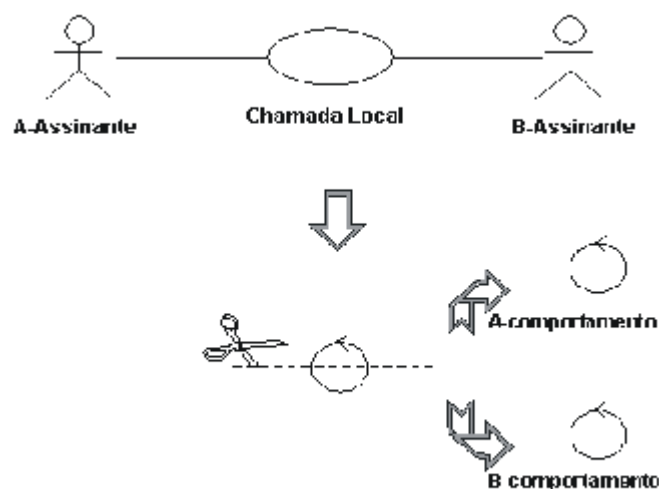 A-Assinante
Chamada Local
B-Assinante
A-comportamento
B comportamento